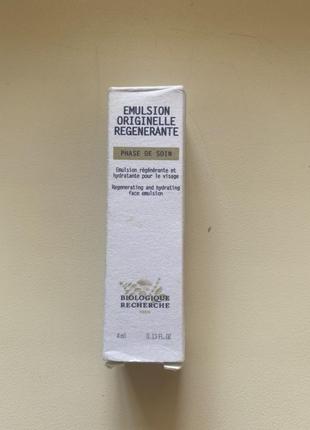 EMULSION
ORIGINELLE
REGENERANTE
PHASE DE SOIN
Emulsion régénérante et
hydratante pour le visage
Regenerating and hydrating
face emulsion
BIOLOGIQUE
RECHERCHE
PARIS
4ml 0.13 FL.OZ